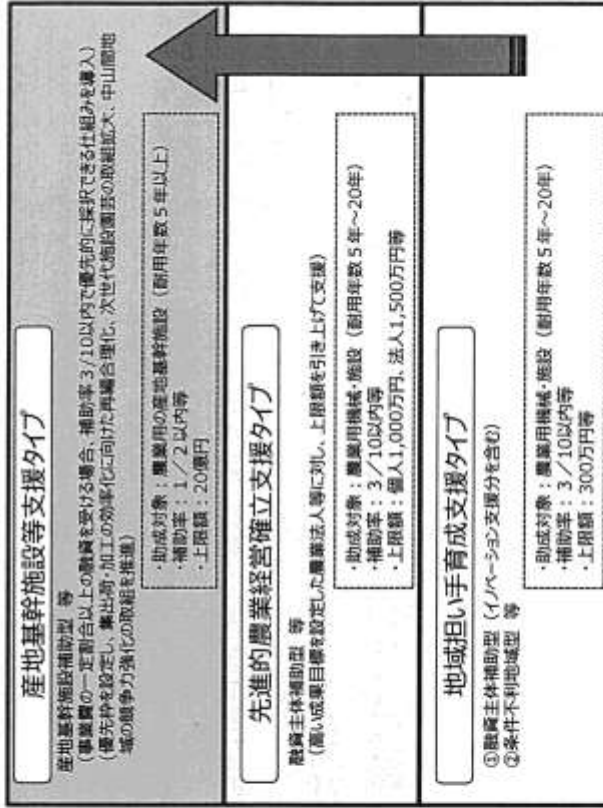 産地基幹施設等支援タイプ
産地基幹施設補助型 等
(事業費の一定割合以上の融資を受ける場合、補助率3/10以内で優先的に採択できる仕組みを導入)
(優先枠を設定し、集出荷・加工の効率化に向けた再編合理化、次世代施設園芸の取組拡大、中山間地
域の競争力強化の取組を推進)
・助成対象:農業用の産地基幹施設(耐用年数5年以上)
・補助率:1/2以内等
・上限額:20億円
先進的農業経営確立支援タイプ
融資主体補助型 等
(高い成果目標を設定した農業法人等に対し、上限額を引き上げて支援)
・助成対象:農業用機械・施設(耐用年数5年~20年)
・補助率:3/10以内等
・上限額:個人1,000万円、法人1,500万円等
地域担い手育成支援タイプ
①融資主体補助型(イノベーション支援分を含む)
②条件不利地域型 等
・助成対象:農業用機械・施設(耐用年数5年~20年)
・補助率:3/10以内等
・上限額:300万円等